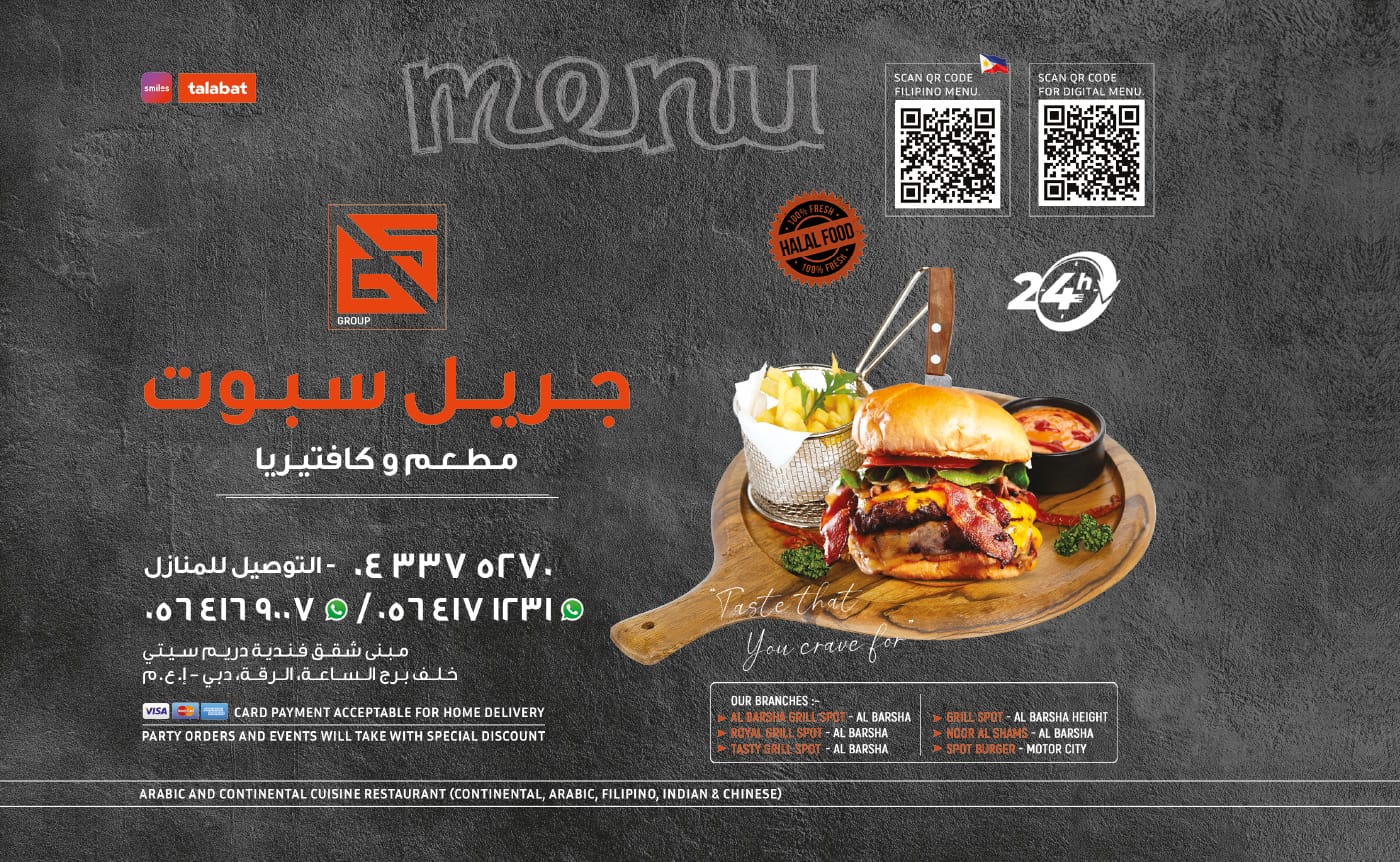 smiles
talabat
menu
SCAN QR CODE
FILIPINO MENU.
SCAN QR CODE
FOR DIGITAL MENU.
100% FRESH
HALAL FOOD
100% FRESH
24h
GS
GROUP
جريل سبوت
مطعم و كافتيريا
٠٤ ٣٣٧ ٥٢٧٠ - التوصيل للمنازل
٠٥٦ ٤١٦ ٩٠٠٧ / ٠٥٦ ٤١٧ ١٢٣١
مبنى شقق فندية دريم سيتي
خلف برج الساعة، الرقة، دبي - إ.ع.م
VISA
CARD PAYMENT ACCEPTABLE FOR HOME DELIVERY
PARTY ORDERS AND EVENTS WILL TAKE WITH SPECIAL DISCOUNT
"Taste that
You crave for"
OUR BRANCHES :-
AL BARSHA GRILL SPOT - AL BARSHA
ROYAL GRILL SPOT - AL BARSHA
TASTY GRILL SPOT - AL BARSHA
GRILL SPOT - AL BARSHA HEIGHT
NOOR AL SHAMS - AL BARSHA
SPOT BURGER - MOTOR CITY
ARABIC AND CONTINENTAL CUISINE RESTAURANT (CONTINENTAL, ARABIC, FILIPINO, INDIAN & CHINESE)